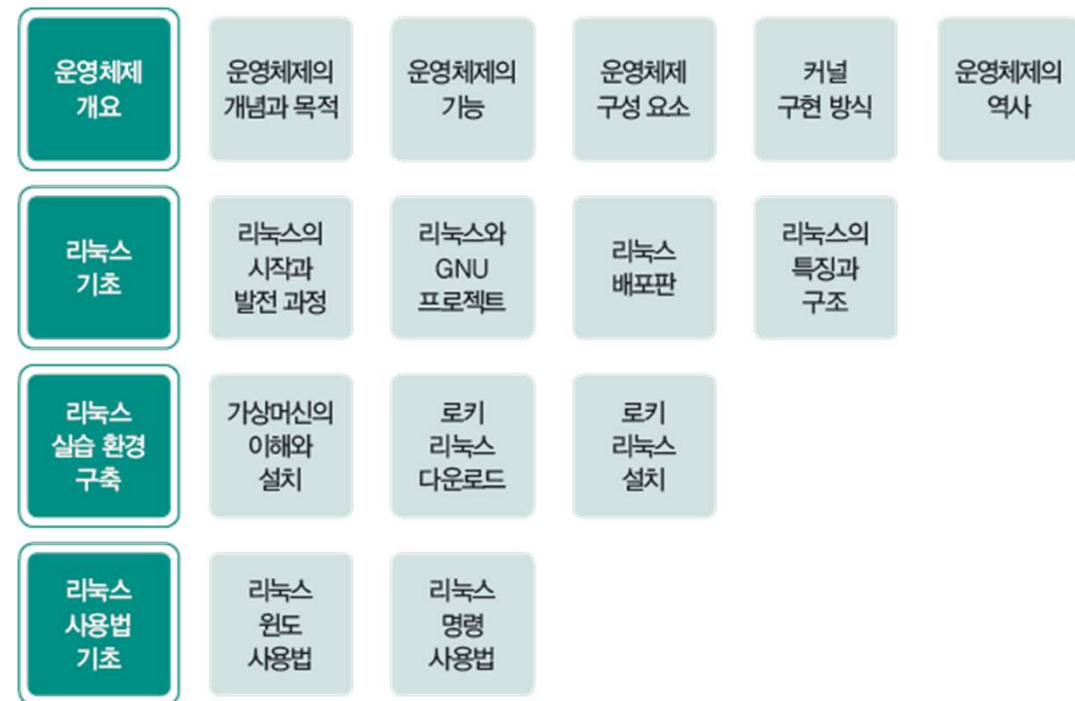 운영체제
개요
운영체제의
개념과 목적
운영체제의
기능
운영체제
구성 요소
커널
구현 방식
운영체제의
역사
리눅스
기초
리눅스의
시작과
발전 과정
리눅스와
GNU
프로젝트
리눅스
배포판
리눅스의
특징과
구조
리눅스
실습 환경
구축
가상머신의
이해와
설치
로키
리눅스
다운로드
로키
리눅스
설치
리눅스
사용법
기초
리눅스
윈도
사용법
리눅스
명령
사용법